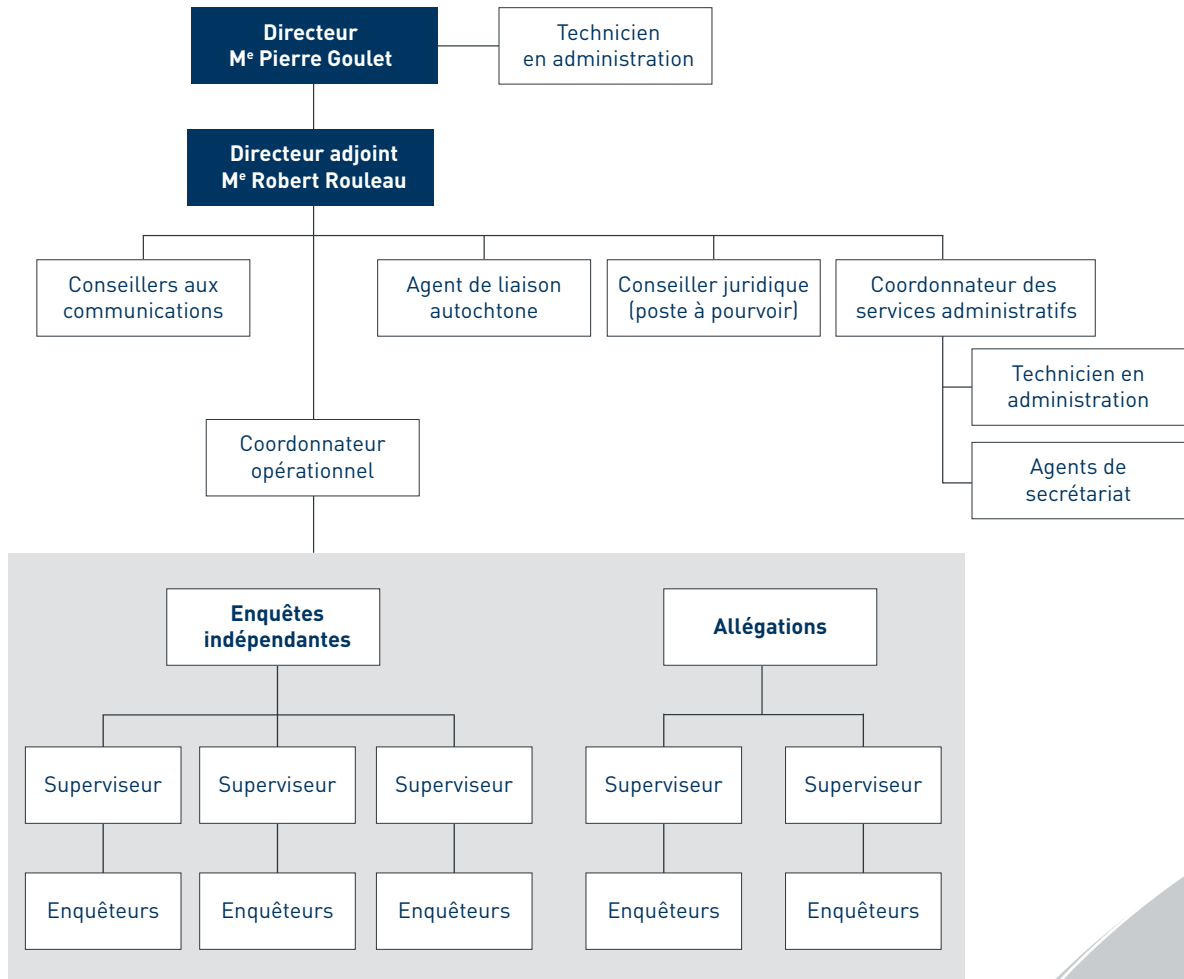 Directeur
Me Pierre Goulet
Technicien
en administration
Directeur adjoint
Me Robert Rouleau
Conseillers aux
communications
Agent de liaison
autochtone
Conseiller juridique
(poste à pourvoir)
Coordonnateur des
services administratifs
Technicien en
administration
Agents de
secrétariat
Coordonnateur
opérationnel
Enquêtes
indépendantes
Allégations
Superviseur
Superviseur
Superviseur
Superviseur
Superviseur
Enquêteurs
Enquêteurs
Enquêteurs
Enquêteurs
Enquêteurs